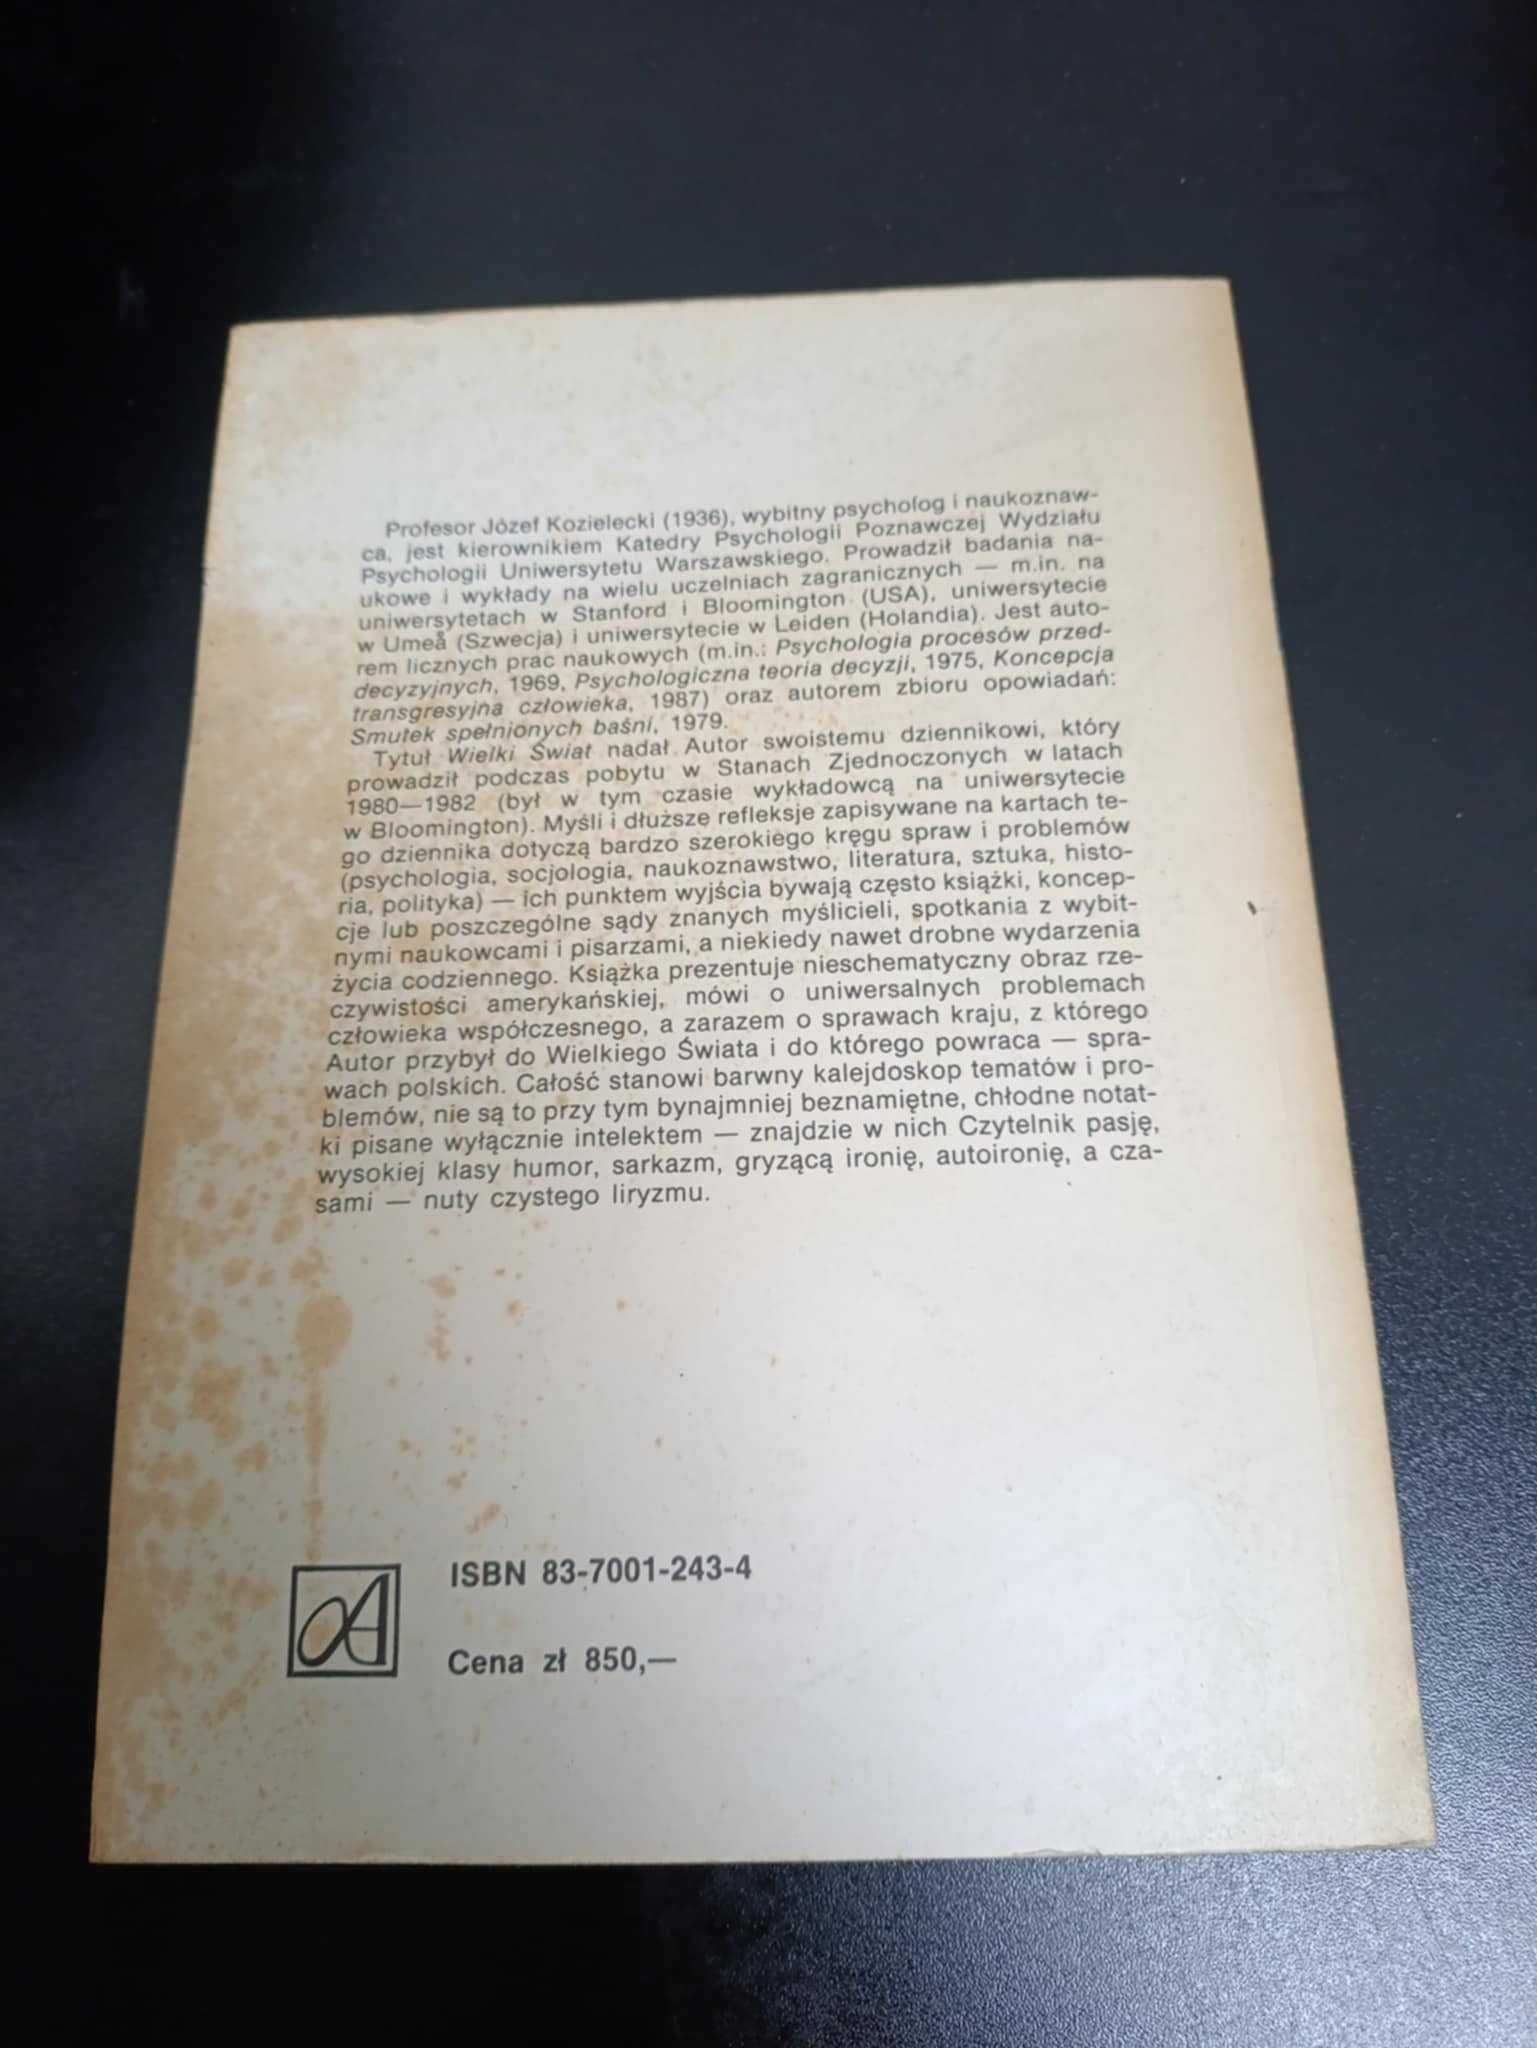 Profesor Józef Kozielecki (1936), wybitny psycholog i naukoznaw-
ca, jest kierownikiem Katedry Psychologii Poznawczej Wydziału
Psychologii Uniwersytetu Warszawskiego. Prowadził badania na-
ukowe i wykłady na wielu uczelniach zagranicznych — m.in. na
uniwersytetach w Stanford i Bloomington (USA), uniwersytecie
w Umeå (Szwecja) i uniwersytecie w Leiden (Holandia). Jest auto-
rem licznych prac naukowych (m.in.: Psychologia procesów przed-
decyzyjnych, 1969, Psychologiczna teoria decyzji, 1975, Koncepcja
transgresyjna człowieka, 1987) oraz autorem zbioru opowiadań:
Smutek spełnionych baśni, 1979.
Tytuł Wielki Świat nadał Autor swoistemu dziennikowi, który
prowadził podczas pobytu w Stanach Zjednoczonych w latach
1980—1982 (był w tym czasie wykładowcą na uniwersytecie
w Bloomington). Myśli i dłuższe refleksje zapisywane na kartach te-
go dziennika dotyczą bardzo szerokiego kręgu spraw i problemów
(psychologia, socjologia, naukoznawstwo, literatura, sztuka, histo-
ria, polityka) — ich punktem wyjścia bywają często książki, koncep-
cje lub poszczególne sądy znanych myślicieli, spotkania z wybit-
nymi naukowcami i pisarzami, a niekiedy nawet drobne wydarzenia
życia codziennego. Książka prezentuje nieschematyczny obraz rze-
czywistości amerykańskiej, mówi o uniwersalnych problemach
człowieka współczesnego, a zarazem o sprawach kraju, z którego
Autor przybył do Wielkiego Świata i do którego powraca — spra-
wach polskich. Całość stanowi barwny kalejdoskop tematów i pro-
blemów, nie są to przy tym bynajmniej beznamiętne, chłodne notat-
ki pisane wyłącznie intelektem — znajdzie w nich Czytelnik pasję,
wysokiej klasy humor, sarkazm, gryzącą ironię, autoironię, a cza-
sami — nuty czystego liryzmu.
ISBN 83-7001-243-4
Cena zł 850,—